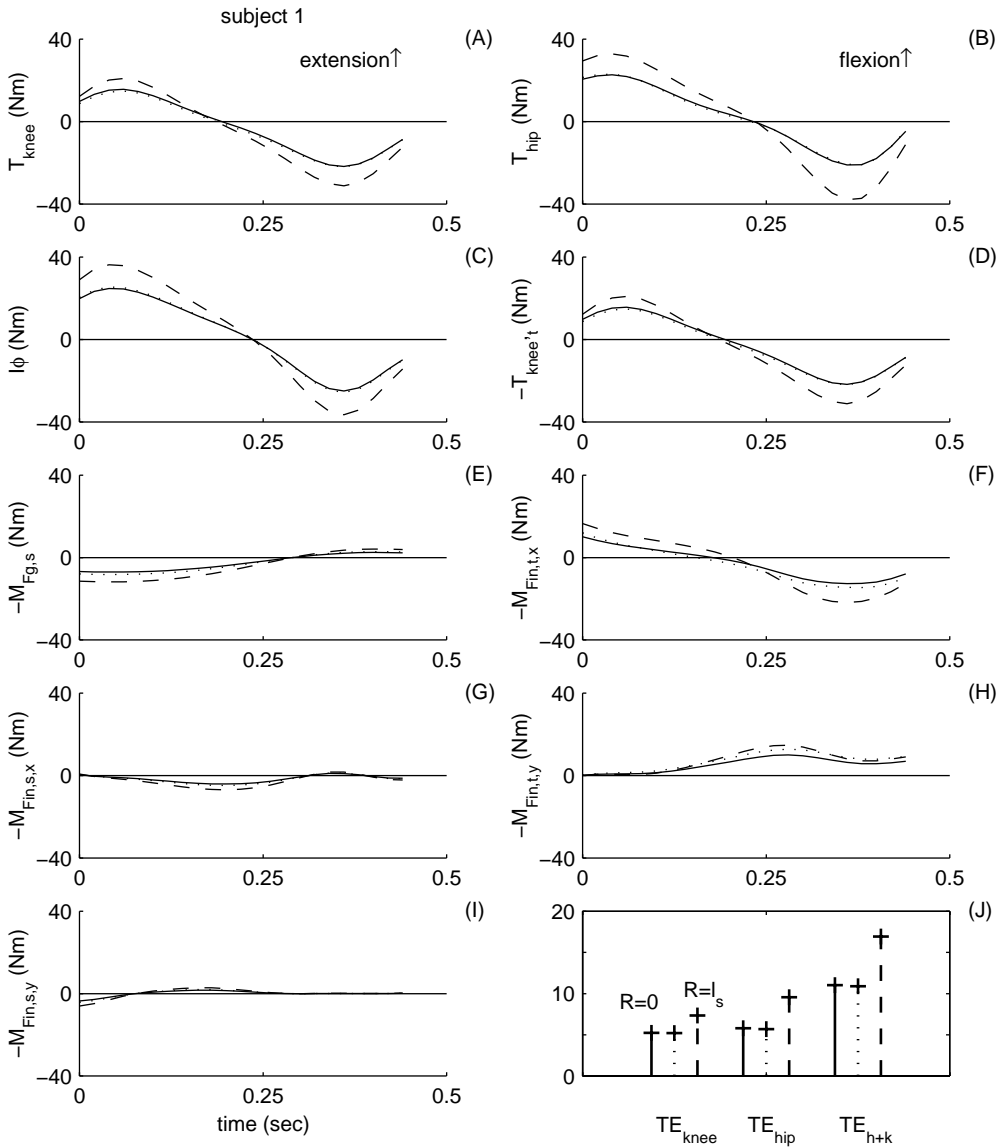 subject 1
(A)
extension↑
T_knee (Nm)
40
0
−40
0
0.25
0.5
(B)
flexion↑
T_hip (Nm)
40
0
−40
0
0.25
0.5
(C)
Iϕ (Nm)
40
0
−40
0
0.25
0.5
(D)
−T_knee't (Nm)
40
0
−40
0
0.25
0.5
(E)
−M_Fg,s (Nm)
40
0
−40
0
0.25
0.5
(F)
−M_Fin,t,x (Nm)
40
0
−40
0
0.25
0.5
(G)
−M_Fin,s,x (Nm)
40
0
−40
0
0.25
0.5
(H)
−M_Fin,t,y (Nm)
40
0
−40
0
0.25
0.5
(I)
−M_Fin,s,y (Nm)
40
0
−40
0
0.25
0.5
time (sec)
(J)
20
10
0
R=0
R=l_s
TE_knee
TE_hip
TE_h+k